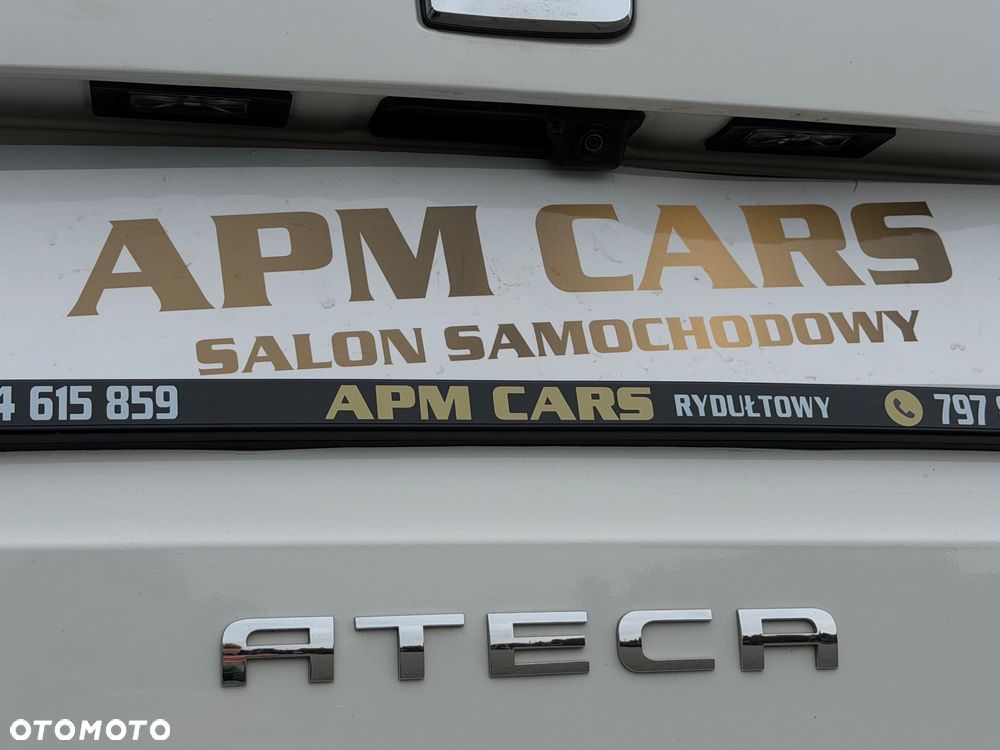 APM CARS
SALON SAMOCHODOWY
4 615 859 APM CARS RYDUŁTOWY 797
ATECA
OTOMOTO